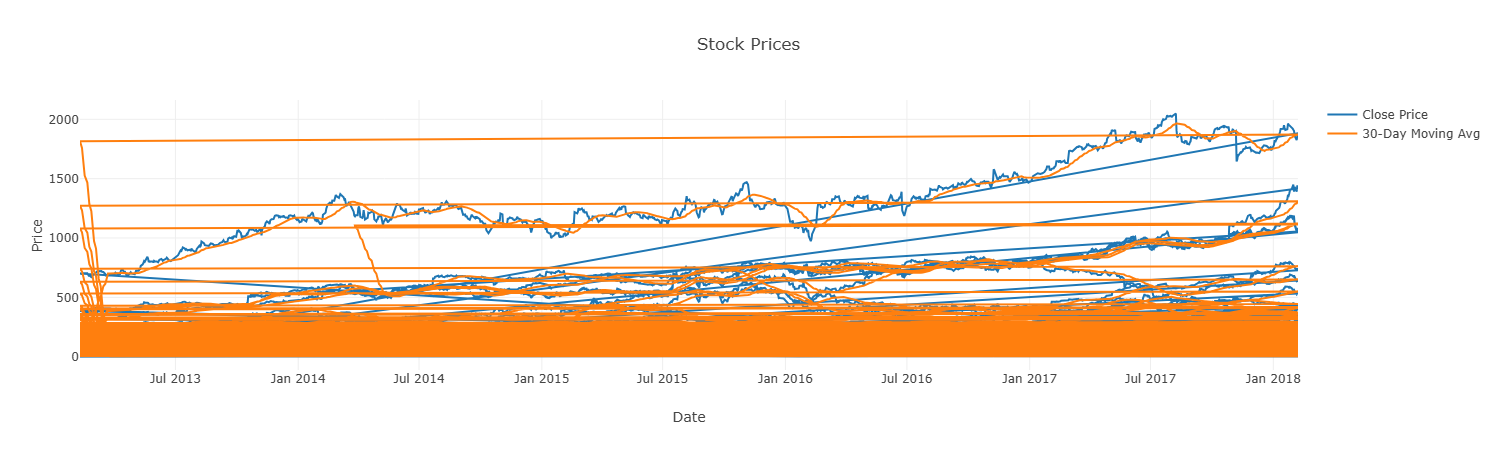 Stock Prices
Close Price
30-Day Moving Avg
Price
2000
1500
1000
500
0
Jul 2013
Jan 2014
Jul 2014
Jan 2015
Jul 2015
Jan 2016
Jul 2016
Jan 2017
Jul 2017
Jan 2018
Date